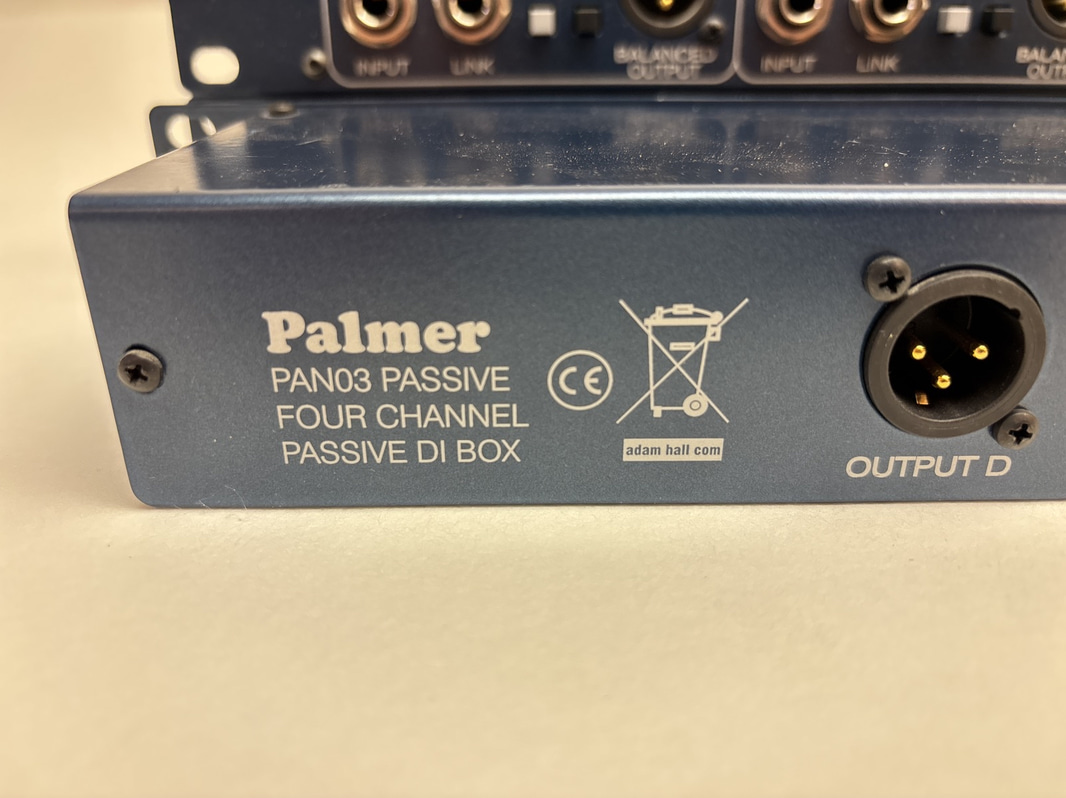 INPUT
LINK
BALANCED
OUTPUT
INPUT
LINK
Palmer
PAN03 PASSIVE
FOUR CHANNEL
PASSIVE DI BOX
CE
adam hall com
OUTPUT D